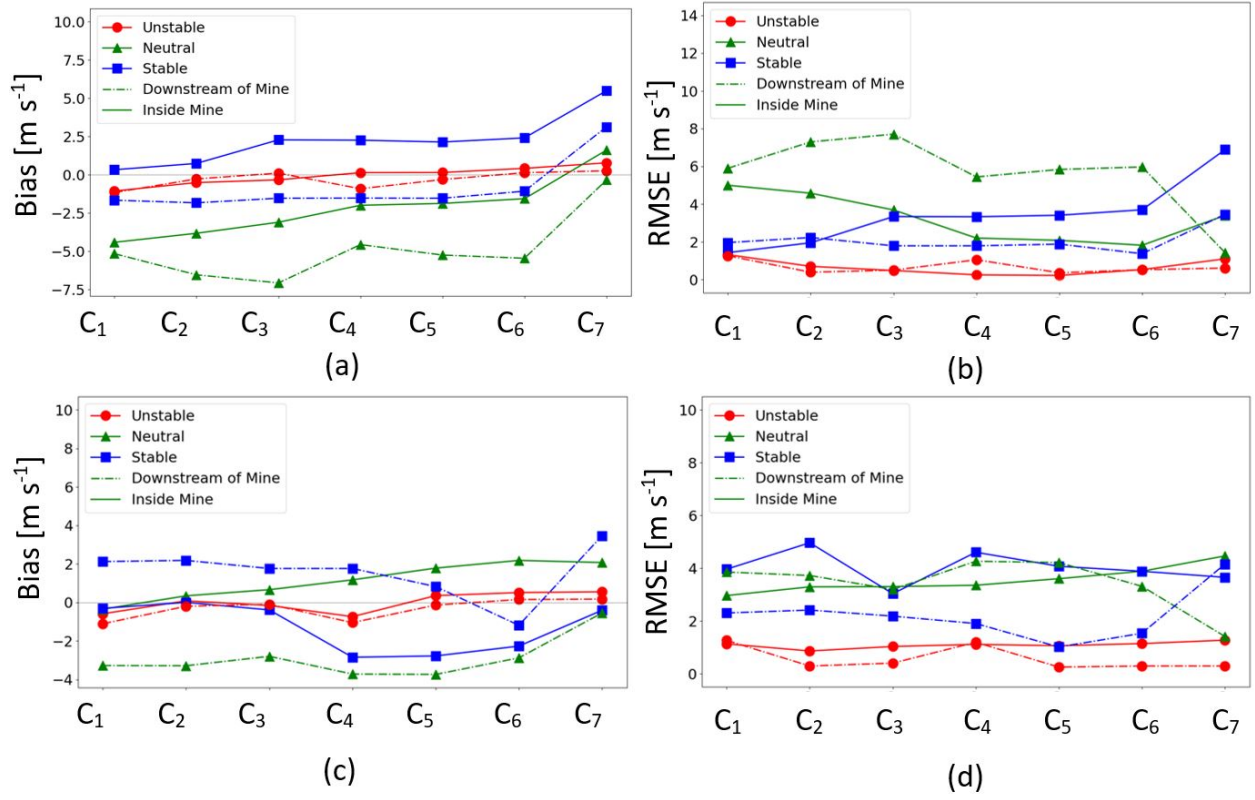 Bias [m s⁻¹]
10.0
7.5
5.0
2.5
0.0
−2.5
−5.0
−7.5
Unstable
Neutral
Stable
Downstream of Mine
Inside Mine
C₁ C₂ C₃ C₄ C₅ C₆ C₇
(a)
RMSE [m s⁻¹]
14
12
10
8
6
4
2
0
Unstable
Neutral
Stable
Downstream of Mine
Inside Mine
C₁ C₂ C₃ C₄ C₅ C₆ C₇
(b)
Bias [m s⁻¹]
10
8
6
4
2
0
−2
−4
Unstable
Neutral
Stable
Downstream of Mine
Inside Mine
C₁ C₂ C₃ C₄ C₅ C₆ C₇
(c)
RMSE [m s⁻¹]
10
8
6
4
2
0
Unstable
Neutral
Stable
Downstream of Mine
Inside Mine
C₁ C₂ C₃ C₄ C₅ C₆ C₇
(d)